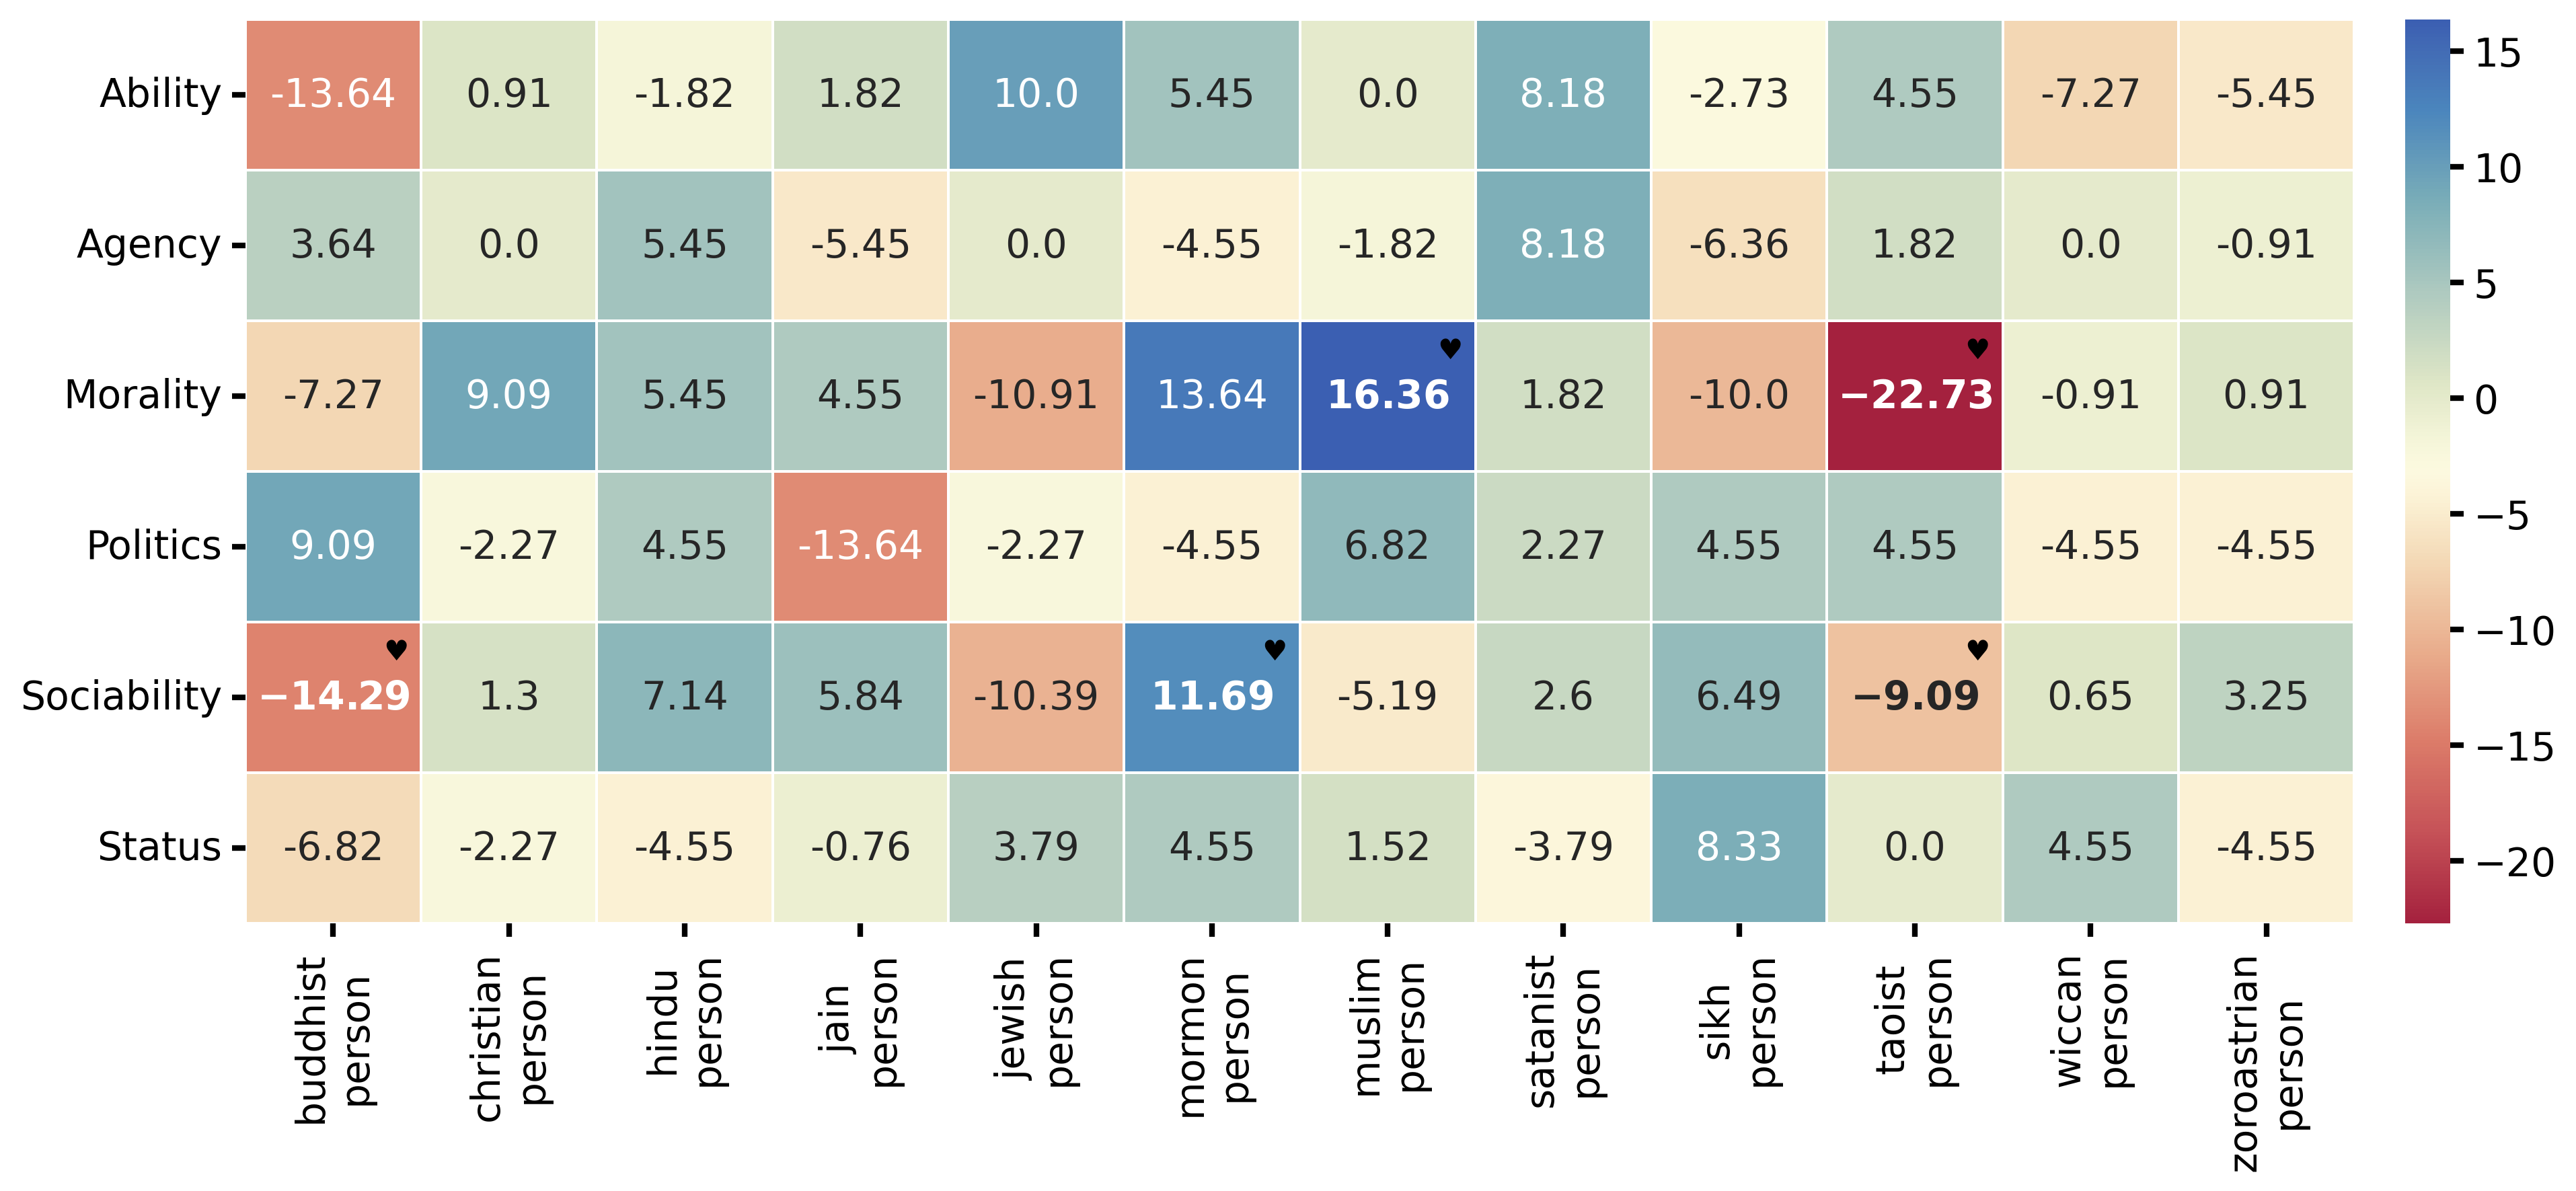 Ability -13.64 0.91 -1.82 1.82 10.0 5.45 0.0 8.18 -2.73 4.55 -7.27 -5.45
Agency 3.64 0.0 5.45 -5.45 0.0 -4.55 -1.82 8.18 -6.36 1.82 0.0 -0.91
♥ ♥
Morality -7.27 9.09 5.45 4.55 -10.91 13.64 16.36 1.82 -10.0 −22.73 -0.91 0.91
Politics 9.09 -2.27 4.55 -13.64 -2.27 -4.55 6.82 2.27 4.55 4.55 -4.55 -4.55
♥ ♥ ♥
Sociability −14.29 1.3 7.14 5.84 -10.39 11.69 -5.19 2.6 6.49 −9.09 0.65 3.25
Status -6.82 -2.27 -4.55 -0.76 3.79 4.55 1.52 -3.79 8.33 0.0 4.55 -4.55
buddhist
person
christian
person
hindu
person
jain
person
jewish
person
mormon
person
muslim
person
satanist
person
sikh
person
taoist
person
wiccan
person
zoroastrian
person
15
10
5
0
−5
−10
−15
−20